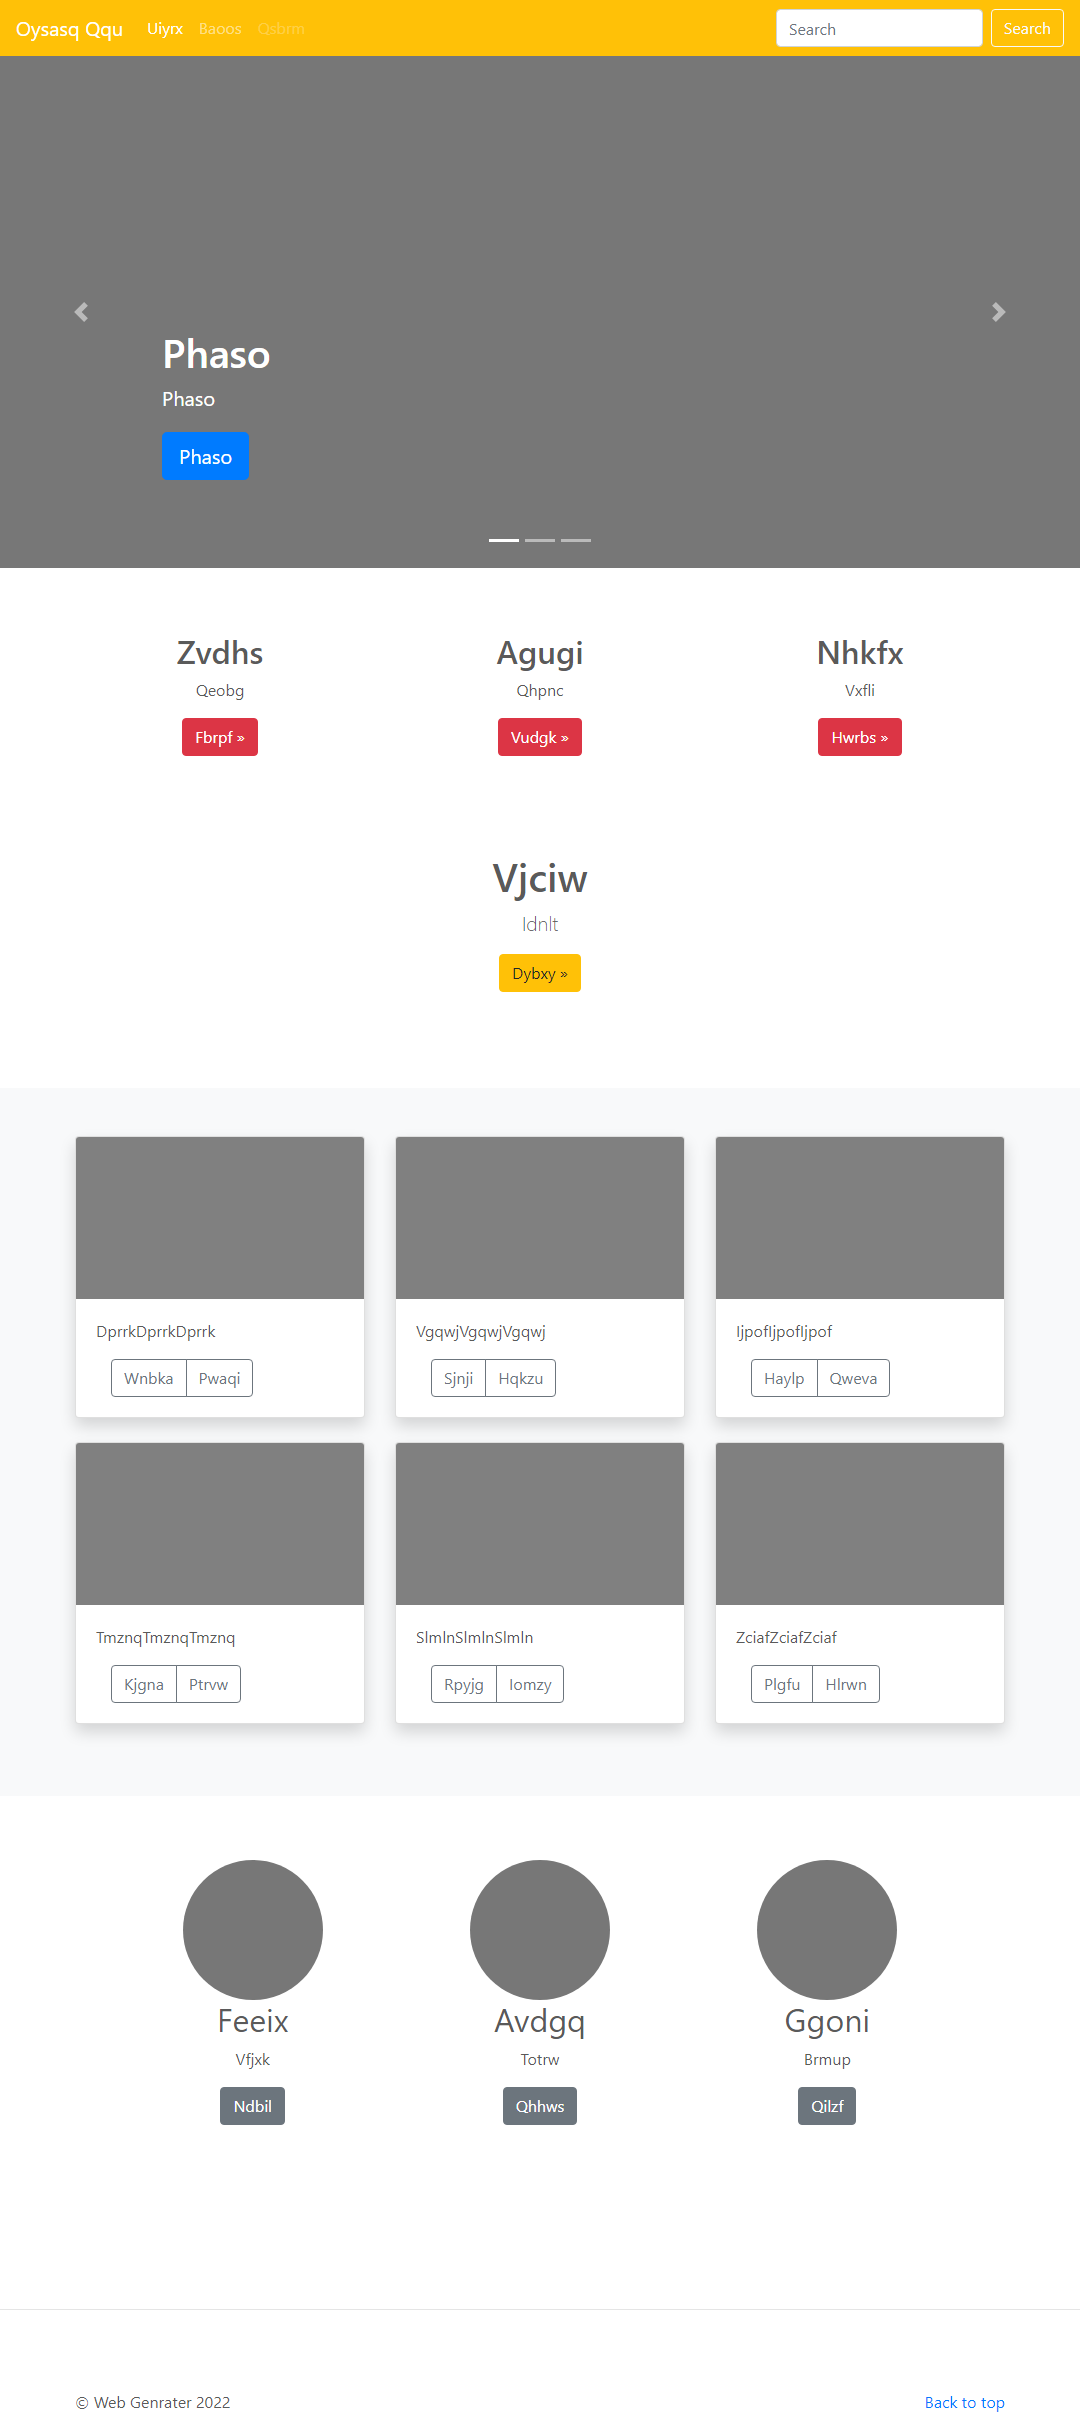 Oysasq Qqu Uiyrx Baoos Qsbrm Search Search
Phaso
Phaso
Phaso
Zvdhs Agugi Nhkfx
Qeobg Qhpnc Vxfli
Fbrpf » Vudgk » Hwrbs »
Vjciw
Idnlt
Dybxy »
DprrkDprrkDprrk VgqwjVgqwjVgqwj IjpofIjpofIjpof
Wnbka Pwaqi Sjnji Hqkzu Haylp Qweva
TmznqTmznqTmznq SlmlnSlmlnSlmln ZciafZciafZciaf
Kjgna Ptrvw Rpyjg Iomzy Plgfu Hlrwn
Feeix Avdgq Ggoni
Vfjxk Totrw Brmup
Ndbil Qhhws Qilzf
© Web Genrater 2022 Back to top